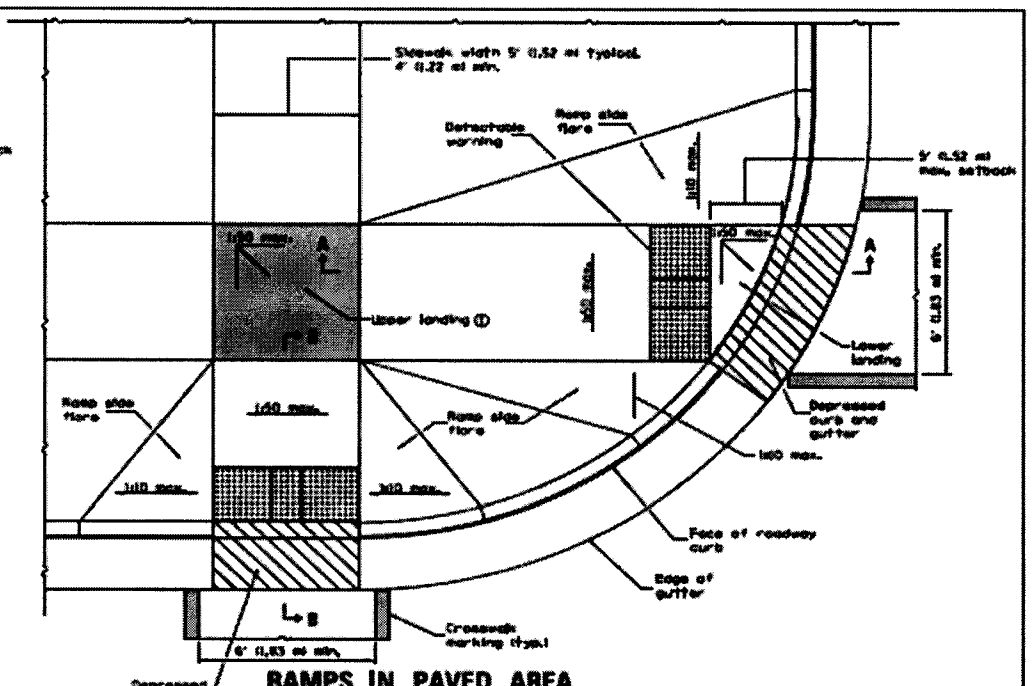 Sidewalk width 5' (1.52 m) typical,
4' (1.22 m) min.
Detectable
warning
Ramp side
flare
1:10 max.
5' (1.52 m)
max. setback
1:50 max.
A
1:50 max.
A
1:50 max.
6' (1.83 m) min.
Upper landing ①
B
Lower
landing
Ramp side
flare
1:50 max.
Ramp side
flare
Depressed
curb and
gutter
1:10 max.
1:10 max.
1:10 max.
Face of roadway
curb
Edge of
gutter
B
Crosswalk
marking (typ.)
6' (1.83 m) min.
Depressed
RAMPS IN PAVED AREA